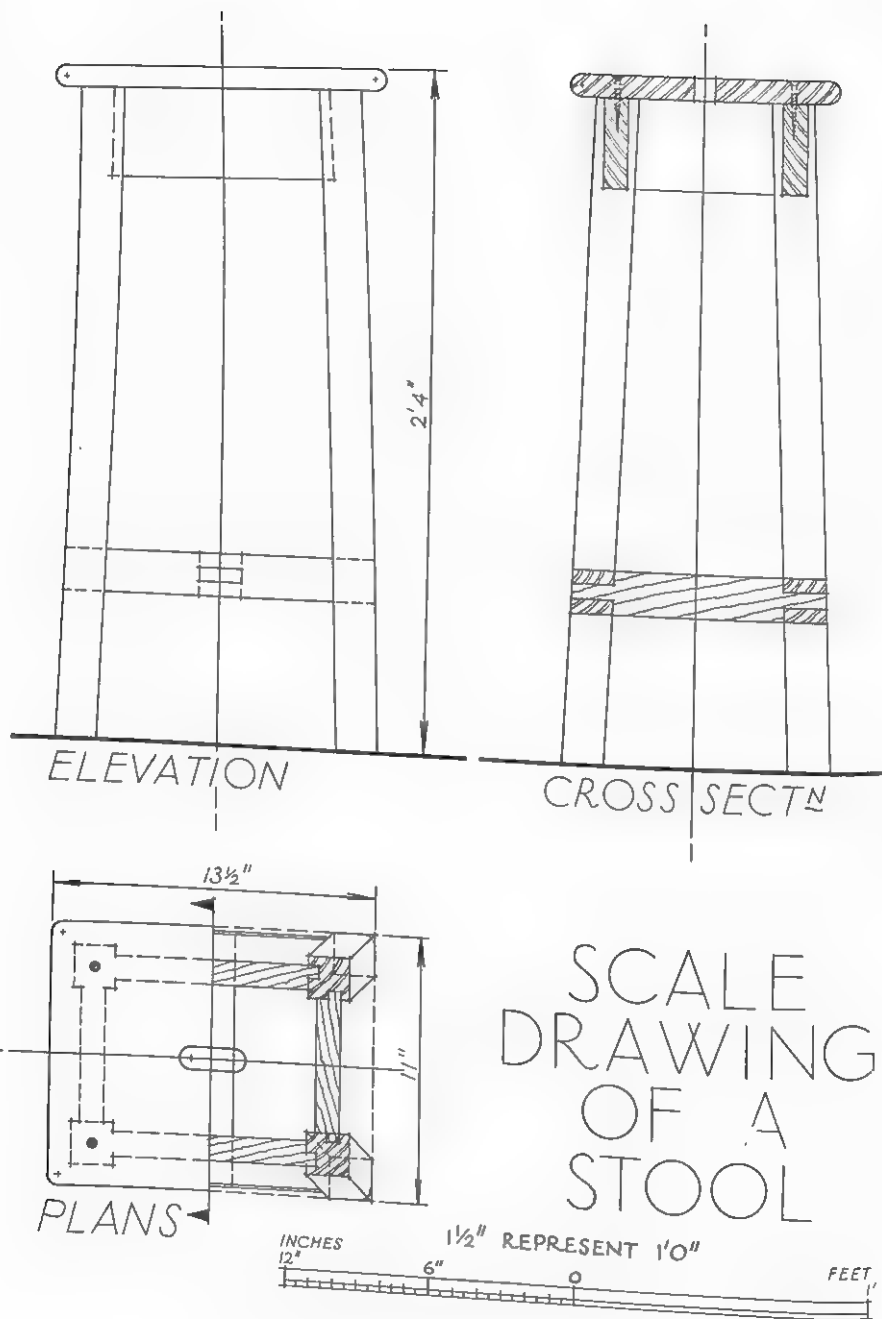 2'4"
ELEVATION
CROSS SECTN
13½"
11"
PLANS
SCALE
DRAWING
OF A
STOOL
1½" REPRESENT 1'0"
INCHES
12" 6" 0
FEET
1'